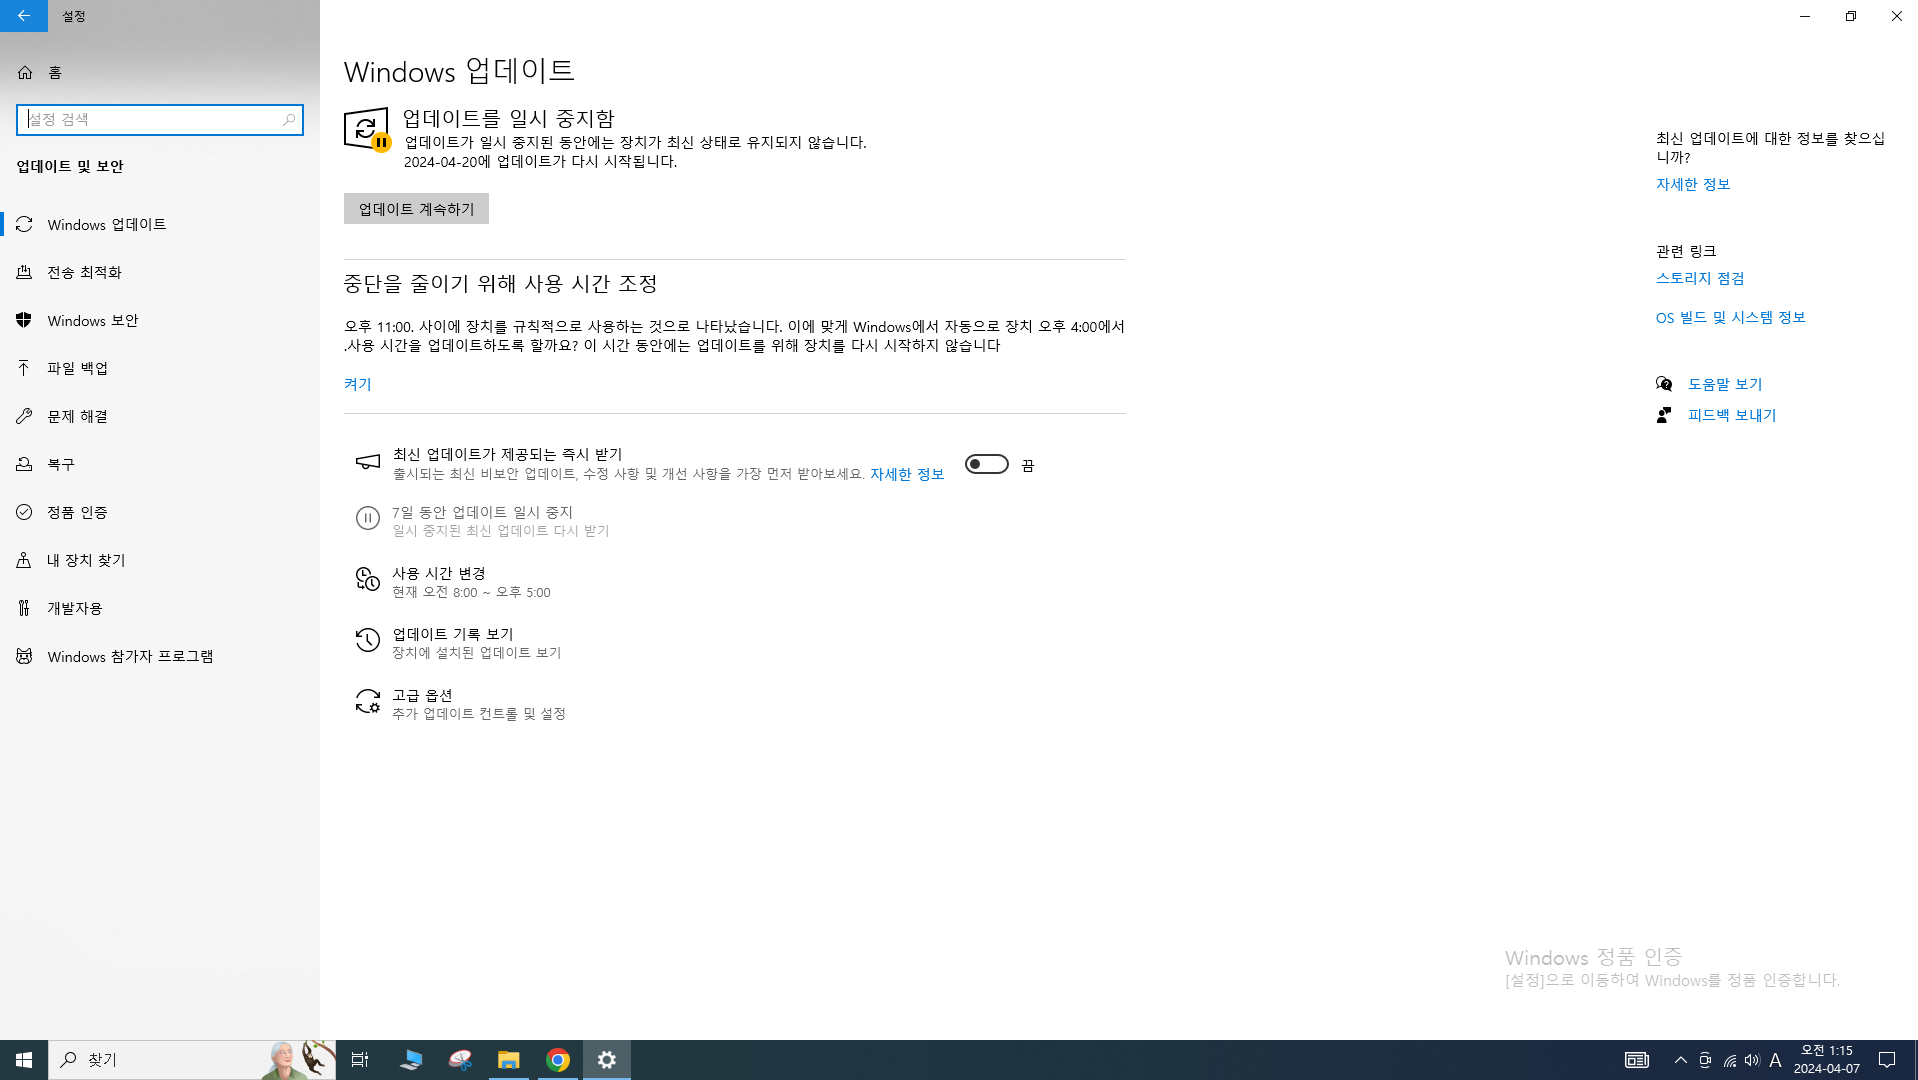 설정
홈
설정 검색
업데이트 및 보안
Windows 업데이트
전송 최적화
Windows 보안
파일 백업
문제 해결
복구
정품 인증
내 장치 찾기
개발자용
Windows 참가자 프로그램
Windows 업데이트
업데이트를 일시 중지함
업데이트가 일시 중지된 동안에는 장치가 최신 상태로 유지되지 않습니다.
2024-04-20에 업데이트가 다시 시작됩니다.
업데이트 계속하기
중단을 줄이기 위해 사용 시간 조정
오후 11:00. 사이에 장치를 규칙적으로 사용하는 것으로 나타났습니다. 이에 맞게 Windows에서 자동으로 장치 오후 4:00에서
.사용 시간을 업데이트하도록 할까요? 이 시간 동안에는 업데이트를 위해 장치를 다시 시작하지 않습니다
켜기
최신 업데이트가 제공되는 즉시 받기
출시되는 최신 비보안 업데이트, 수정 사항 및 개선 사항을 가장 먼저 받아보세요. 자세한 정보
끔
7일 동안 업데이트 일시 중지
일시 중지된 최신 업데이트 다시 받기
사용 시간 변경
현재 오전 8:00 ~ 오후 5:00
업데이트 기록 보기
장치에 설치된 업데이트 보기
고급 옵션
추가 업데이트 컨트롤 및 설정
최신 업데이트에 대한 정보를 찾으십
니까?
자세한 정보
관련 링크
스토리지 점검
OS 빌드 및 시스템 정보
도움말 보기
피드백 보내기
Windows 정품 인증
[설정]으로 이동하여 Windows를 정품 인증합니다.
찾기
A
오전 1:15
2024-04-07